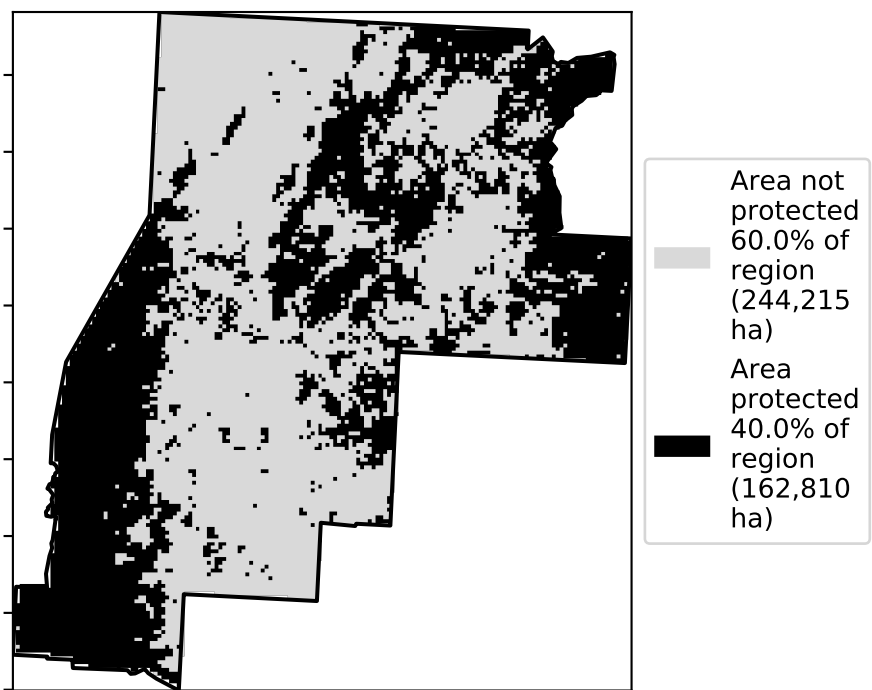 Area not
protected
60.0% of
region
(244,215
ha)
Area
protected
40.0% of
region
(162,810
ha)